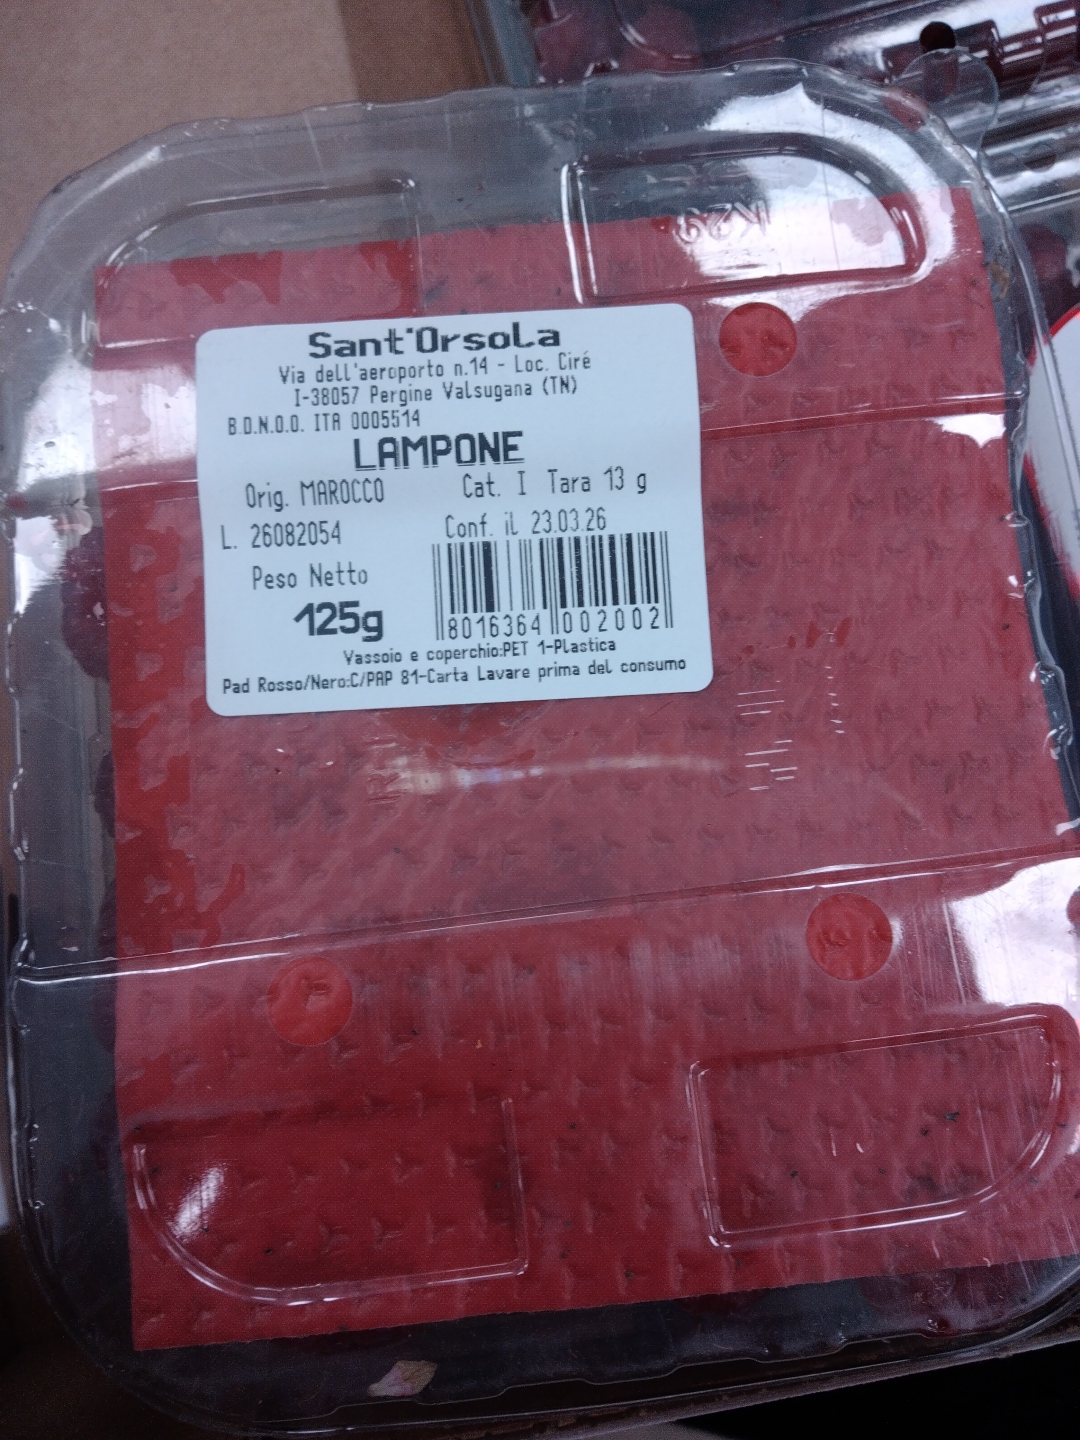 Sant'Orsola
Via dell'aeroporto n.14 - Loc. Ciré
I-38057 Pergine Valsugana (TN)
B.D.N.O.O. ITA 0005514
LAMPONE
Orig. MAROCCO Cat. I Tara 13 g
L. 26082054 Conf. il 23.03.26
Peso Netto
125g
8016364 002002
Vassoio e coperchio:PET 1-Plastica
Pad Rosso/Nero:C/PAP 81-Carta Lavare prima del consumo